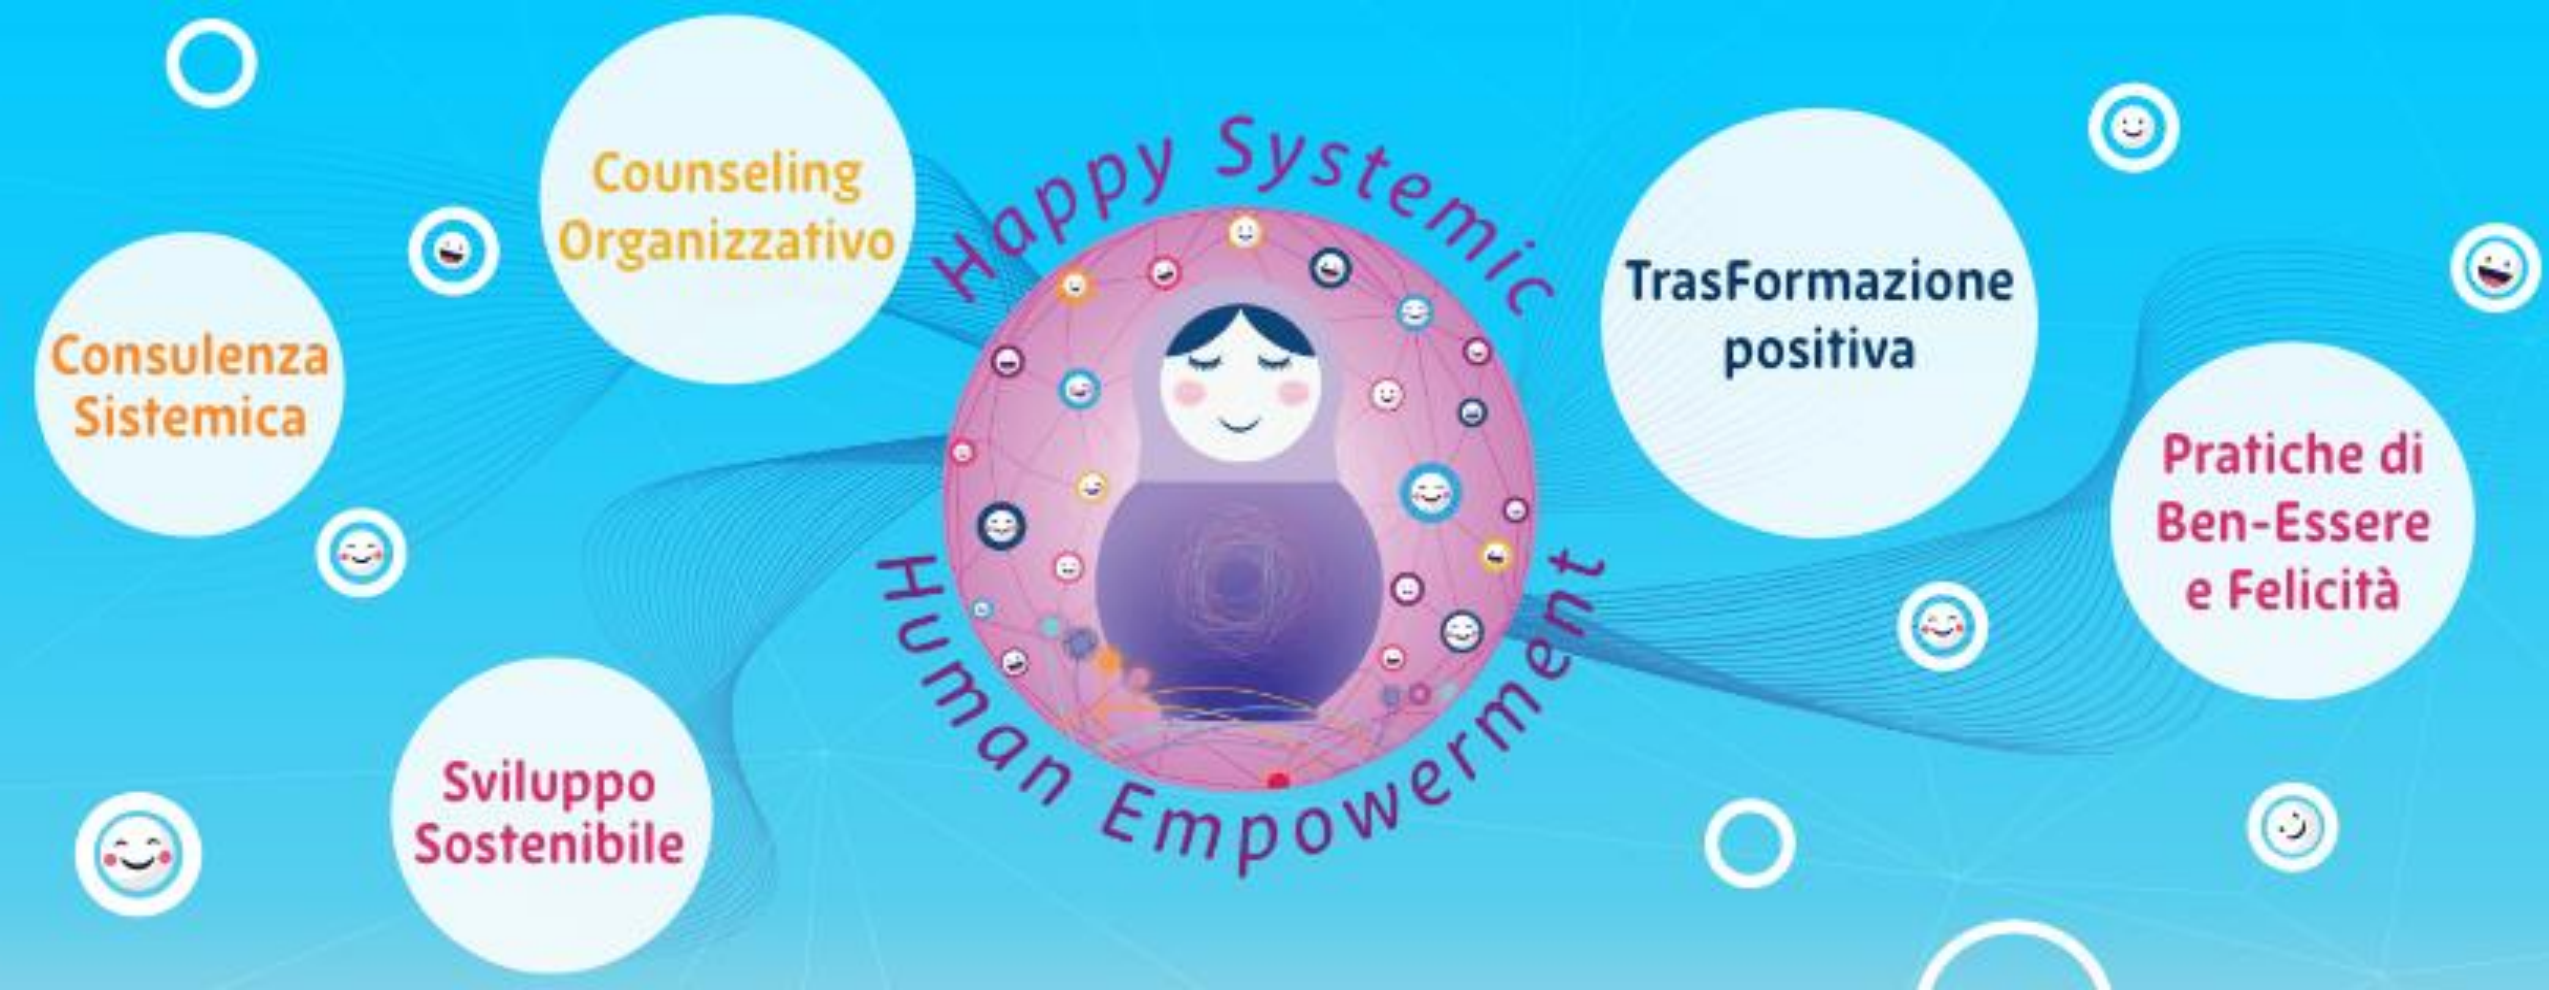 Counseling
Organizzativo
Consulenza
Sistemica
Sviluppo
Sostenibile
Happy Systemic
Human Empowerment
TrasFormazione
positiva
Pratiche di
Ben-Essere
e Felicità